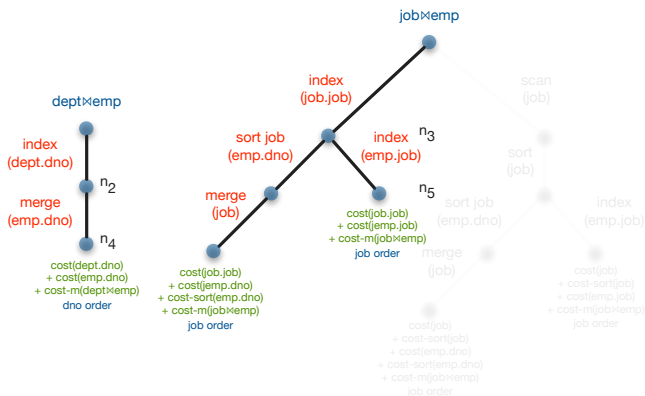 job⋈emp
dept⋈emp
index
(dept.dno)
n2
merge
(emp.dno)
n4
cost(dept.dno)
+ cost(emp.dno)
+ cost-m(dept⋈emp)
dno order
index
(job.job)
n3
sort job
(emp.dno)
index
(emp.job)
n5
merge
(job)
cost(job.job)
+ cost(jemp.dno)
+ cost-sort(emp.dno)
+ cost-m(job⋈emp)
job order
cost(job.job)
+ cost(jemp.job)
+ cost-m(job⋈emp)
job order
scan
(job)
sort
(job)
sort job
(emp.dno)
index
(emp.job)
merge
(job)
cost(job)
+ cost-sort(job)
+ cost(emp.dno)
+ cost-sort(emp.dno)
+ cost-m(job⋈emp)
job order
cost(job)
+ cost-sort(job)
+ cost(emp.job)
+ cost-m(job⋈emp)
job order